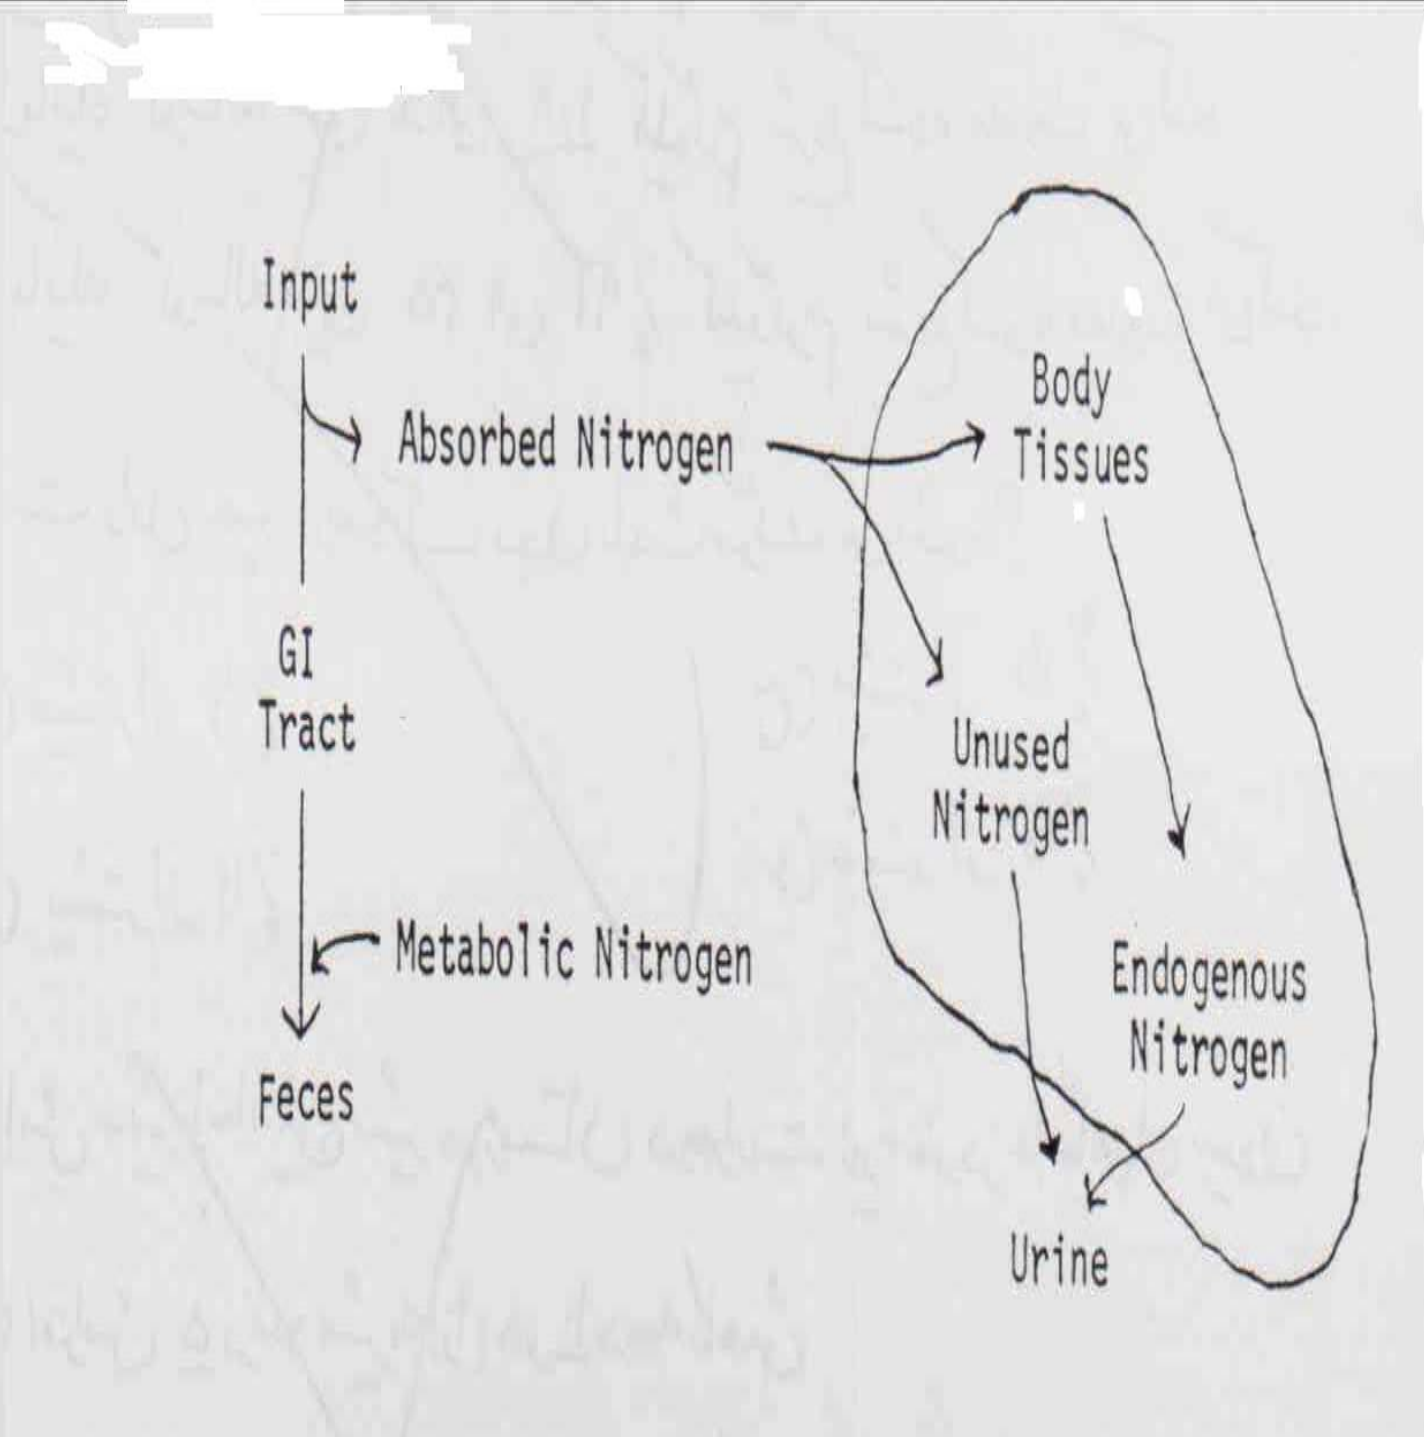 Input
Absorbed Nitrogen
Body
Tissues
GI
Tract
Unused
Nitrogen
Metabolic Nitrogen
Endogenous
Nitrogen
Feces
Urine